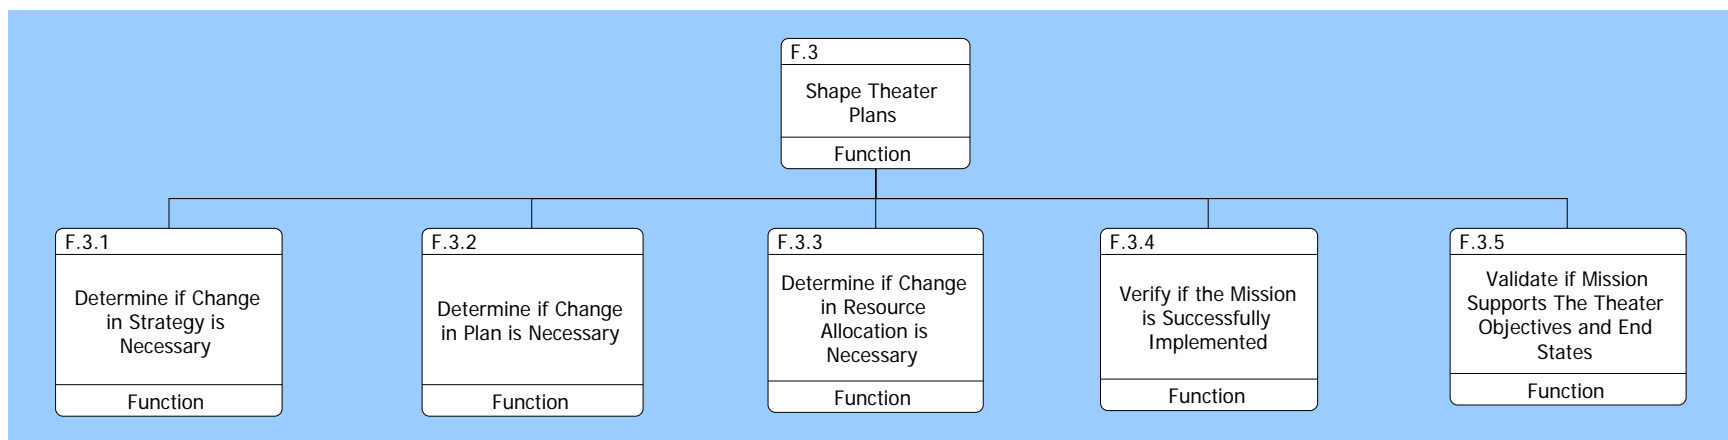 F.3
Shape Theater
Plans
Function
F.3.1
Determine if Change
in Strategy is
Necessary
Function
F.3.2
Determine if Change
in Plan is Necessary
Function
F.3.3
Determine if Change
in Resource
Allocation is
Necessary
Function
F.3.4
Verify if the Mission
is Successfully
Implemented
Function
F.3.5
Validate if Mission
Supports The Theater
Objectives and End
States
Function